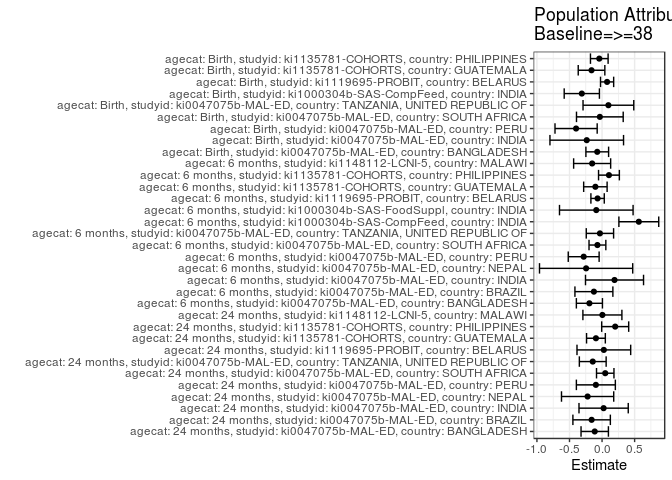 Population Attribu
Baseline=>=38
agecat: Birth, studyid: ki1135781-COHORTS, country: PHILIPPINES
agecat: Birth, studyid: ki1135781-COHORTS, country: GUATEMALA
agecat: Birth, studyid: ki1119695-PROBIT, country: BELARUS
agecat: Birth, studyid: ki1000304b-SAS-CompFeed, country: INDIA
agecat: Birth, studyid: ki0047075b-MAL-ED, country: TANZANIA, UNITED REPUBLIC OF
agecat: Birth, studyid: ki0047075b-MAL-ED, country: SOUTH AFRICA
agecat: Birth, studyid: ki0047075b-MAL-ED, country: PERU
agecat: Birth, studyid: ki0047075b-MAL-ED, country: INDIA
agecat: Birth, studyid: ki0047075b-MAL-ED, country: BANGLADESH
agecat: 6 months, studyid: ki1148112-LCNI-5, country: MALAWI
agecat: 6 months, studyid: ki1135781-COHORTS, country: PHILIPPINES
agecat: 6 months, studyid: ki1135781-COHORTS, country: GUATEMALA
agecat: 6 months, studyid: ki1119695-PROBIT, country: BELARUS
agecat: 6 months, studyid: ki1000304b-SAS-FoodSuppl, country: INDIA
agecat: 6 months, studyid: ki1000304b-SAS-CompFeed, country: INDIA
agecat: 6 months, studyid: ki0047075b-MAL-ED, country: TANZANIA, UNITED REPUBLIC OF
agecat: 6 months, studyid: ki0047075b-MAL-ED, country: SOUTH AFRICA
agecat: 6 months, studyid: ki0047075b-MAL-ED, country: PERU
agecat: 6 months, studyid: ki0047075b-MAL-ED, country: NEPAL
agecat: 6 months, studyid: ki0047075b-MAL-ED, country: INDIA
agecat: 6 months, studyid: ki0047075b-MAL-ED, country: BRAZIL
agecat: 6 months, studyid: ki0047075b-MAL-ED, country: BANGLADESH
agecat: 24 months, studyid: ki1148112-LCNI-5, country: MALAWI
agecat: 24 months, studyid: ki1135781-COHORTS, country: PHILIPPINES
agecat: 24 months, studyid: ki1135781-COHORTS, country: GUATEMALA
agecat: 24 months, studyid: ki1119695-PROBIT, country: BELARUS
agecat: 24 months, studyid: ki0047075b-MAL-ED, country: TANZANIA, UNITED REPUBLIC OF
agecat: 24 months, studyid: ki0047075b-MAL-ED, country: SOUTH AFRICA
agecat: 24 months, studyid: ki0047075b-MAL-ED, country: PERU
agecat: 24 months, studyid: ki0047075b-MAL-ED, country: NEPAL
agecat: 24 months, studyid: ki0047075b-MAL-ED, country: INDIA
agecat: 24 months, studyid: ki0047075b-MAL-ED, country: BRAZIL
agecat: 24 months, studyid: ki0047075b-MAL-ED, country: BANGLADESH
-1.0 -0.5 0.0 0.5
Estimate